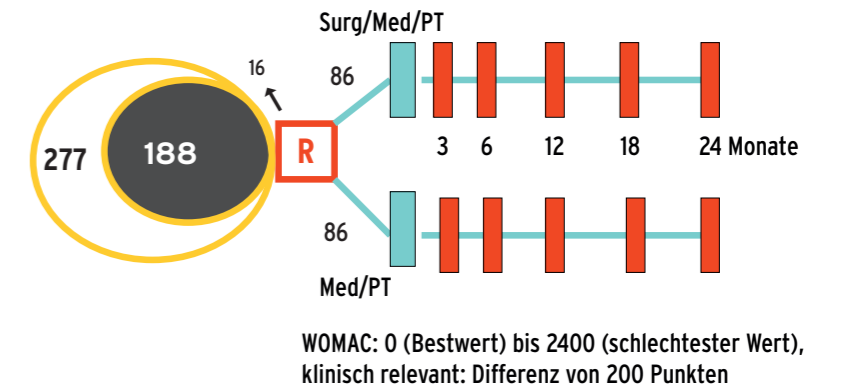 Surg/Med/PT
16
86
277
188
R
3 6 12 18 24 Monate
86
Med/PT
WOMAC: 0 (Bestwert) bis 2400 (schlechtester Wert),
klinisch relevant: Differenz von 200 Punkten